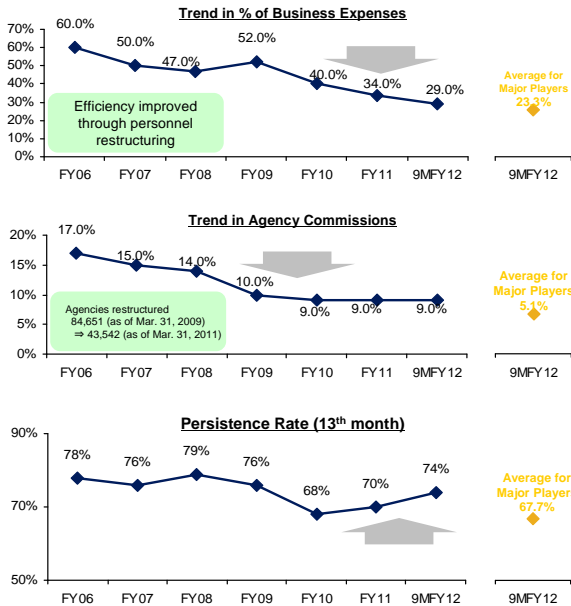 Trend in % of Business Expenses
70%
60%
50%
40%
30%
20%
10%
0%
60.0%
50.0%
47.0%
52.0%
40.0%
34.0%
29.0%
Efficiency improved
through personnel
restructuring
FY06 FY07 FY08 FY09 FY10 FY11 9MFY12
Average for
Major Players
23.3%
9MFY12
Trend in Agency Commissions
20%
15%
10%
5%
0%
17.0%
15.0%
14.0%
10.0%
9.0%
9.0%
9.0%
Agencies restructured
84,651 (as of Mar. 31, 2009)
⇒ 43,542 (as of Mar. 31, 2011)
FY06 FY07 FY08 FY09 FY10 FY11 9MFY12
Average for
Major Players
5.1%
9MFY12
Persistence Rate (13th month)
90%
70%
50%
78%
76%
79%
76%
68%
70%
74%
FY06 FY07 FY08 FY09 FY10 FY11 9MFY12
Average for
Major Players
67.7%
9MFY12